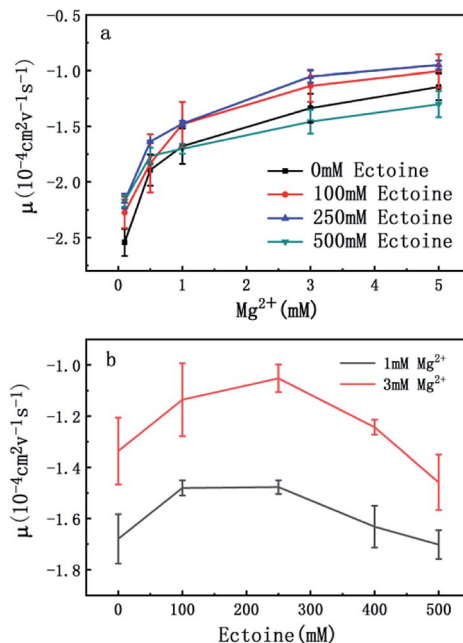 a
-0.5
-1.0
-1.5
-2.0
-2.5
μ(10⁻⁴cm²v⁻¹s⁻¹)
0mM Ectoine
100mM Ectoine
250mM Ectoine
500mM Ectoine
0 1 2 3 4 5
Mg²⁺(mM)
b
-1.0
-1.2
-1.4
-1.6
-1.8
μ(10⁻⁴cm²v⁻¹s⁻¹)
1mM Mg²⁺
3mM Mg²⁺
0 100 200 300 400 500
Ectoine(mM)